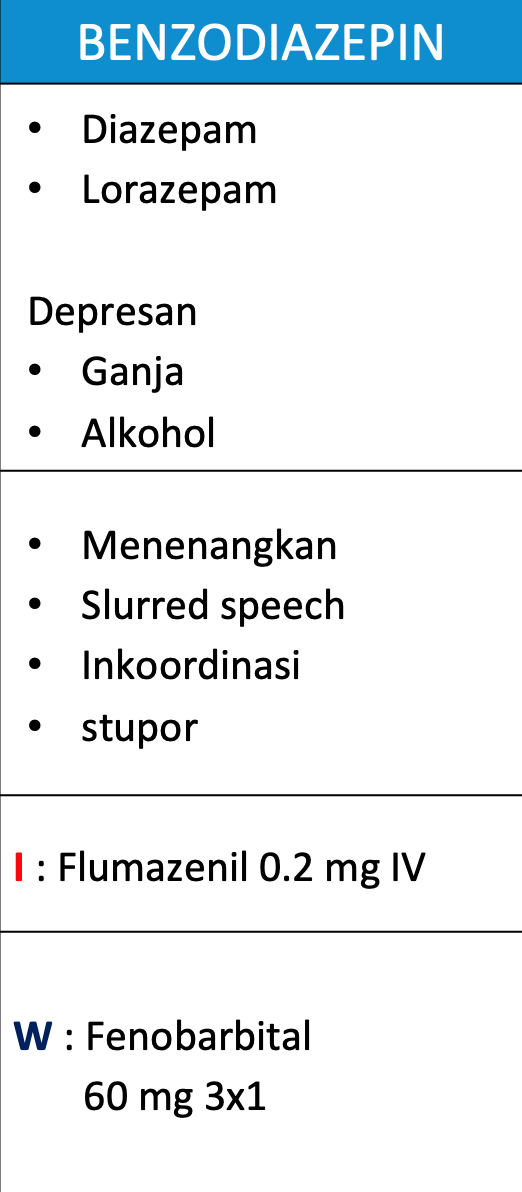 BENZODIAZEPIN
• Diazepam
• Lorazepam
Depresan
• Ganja
• Alkohol
• Menenangkan
• Slurred speech
• Inkoordinasi
• stupor
I : Flumazenil 0.2 mg IV
W : Fenobarbital
60 mg 3x1